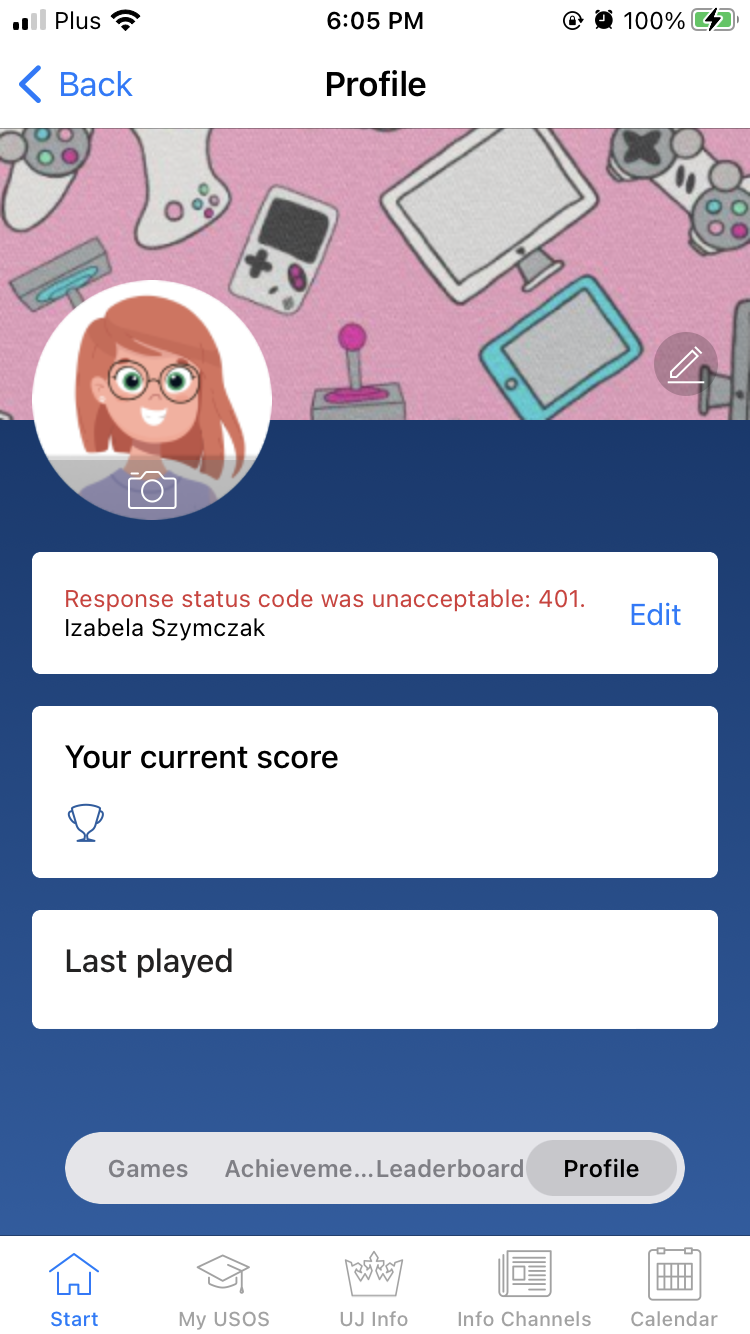 Plus 6:05 PM 100%
Back Profile
Response status code was unacceptable: 401.
Izabela Szymczak
Edit
Your current score
Last played
Games Achieveme... Leaderboard Profile
Start My USOS UJ Info Info Channels Calendar